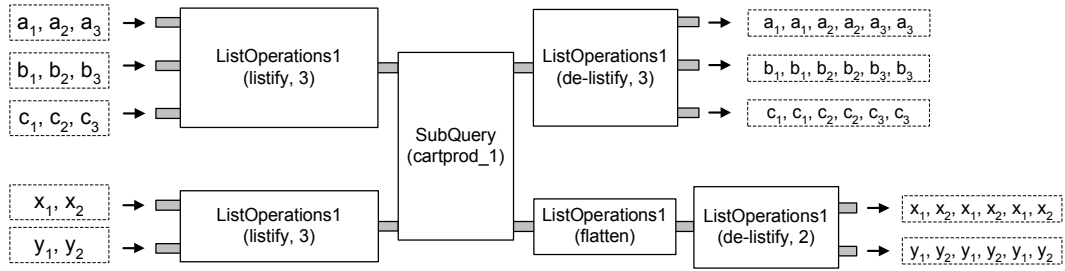 a₁, a₂, a₃
b₁, b₂, b₃
c₁, c₂, c₃
ListOperations1
(listify, 3)
SubQuery
(cartprod_1)
ListOperations1
(de-listify, 3)
a₁, a₁, a₂, a₂, a₃, a₃
b₁, b₁, b₂, b₂, b₃, b₃
c₁, c₁, c₂, c₂, c₃, c₃
x₁, x₂
y₁, y₂
ListOperations1
(listify, 3)
ListOperations1
(flatten)
ListOperations1
(de-listify, 2)
x₁, x₂, x₁, x₂, x₁, x₂
y₁, y₂, y₁, y₂, y₁, y₂